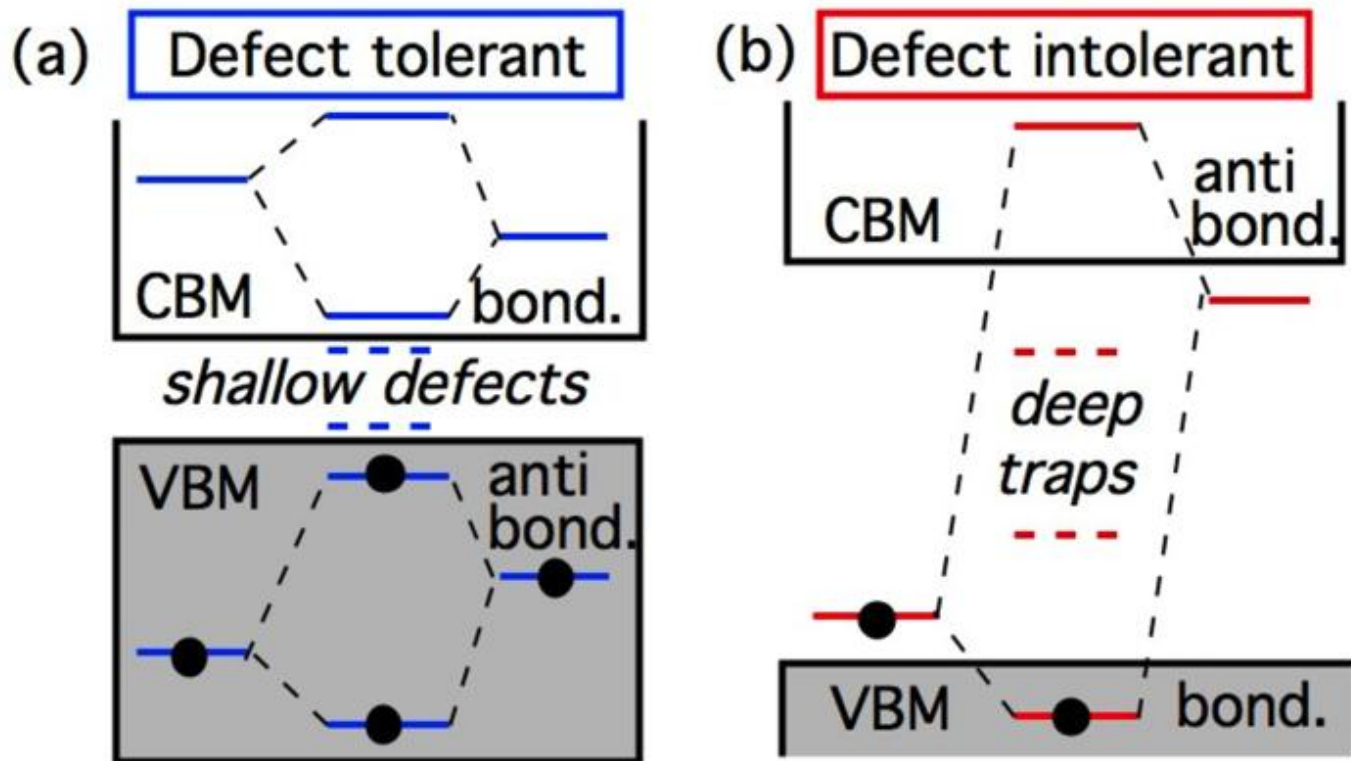 (a) Defect tolerant
CBM
bond.
shallow defects
VBM
anti
bond.
(b) Defect intolerant
anti
bond.
CBM
deep
traps
VBM
bond.